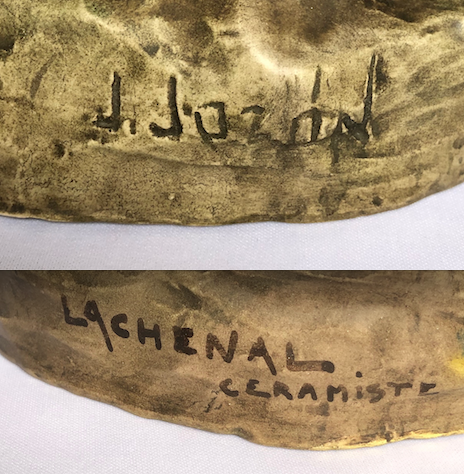 J. JOZON
LACHENAL
CERAMISTE